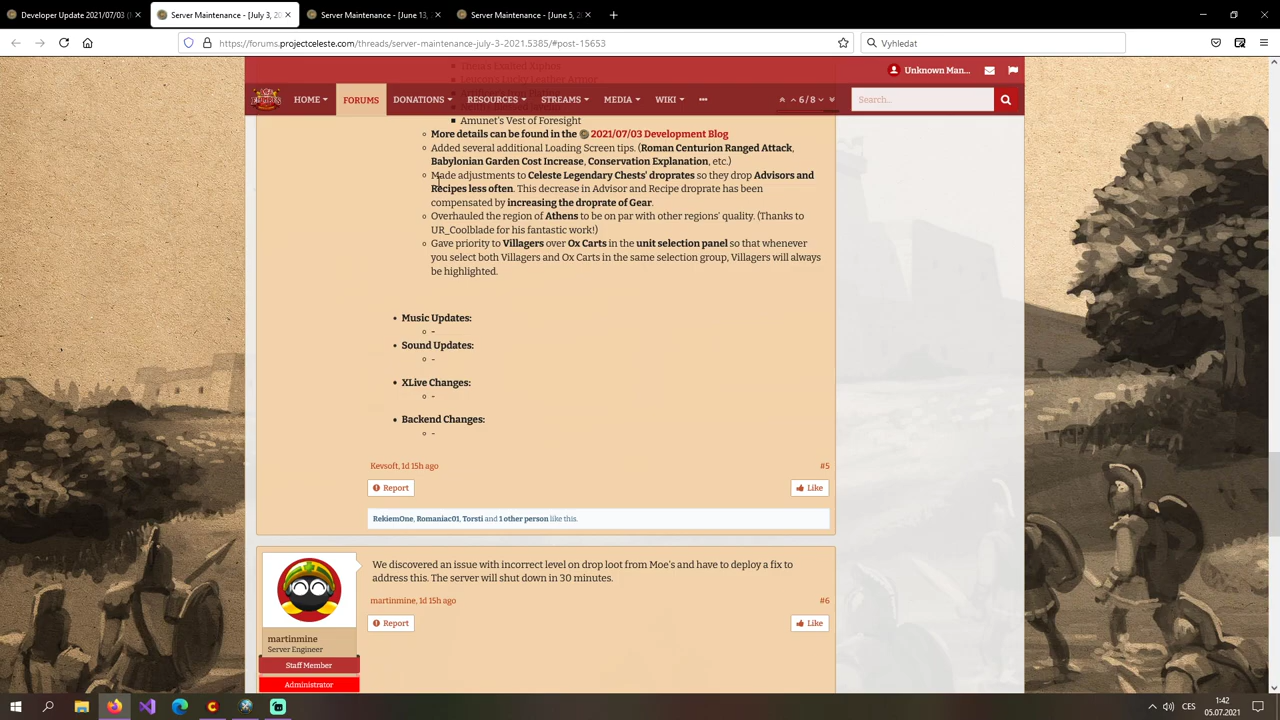 Developer Update 2021/07/03 (
Server Maintenance - [July 3, 20
Server Maintenance - [June 13,
Server Maintenance - [June 5, 2
https://forums.projectceleste.com/threads/server-maintenance-july-3-2021.5385/#post-15653
Vyhledat
Unknown Man...
HOME
FORUMS
DONATIONS
RESOURCES
STREAMS
MEDIA
WIKI
6 / 8
Search...
Amunet's Vest of Foresight
More details can be found in the 2021/07/03 Development Blog
Added several additional Loading Screen tips. (Roman Centurion Ranged Attack,
Babylonian Garden Cost Increase, Conservation Explanation, etc.)
Made adjustments to Celeste Legendary Chests' droprates so they drop Advisors and
Recipes less often. This decrease in Advisor and Recipe droprate has been
compensated by increasing the droprate of Gear.
Overhauled the region of Athens to be on par with other regions' quality. (Thanks to
UR_Coolblade for his fantastic work!)
Gave priority to Villagers over Ox Carts in the unit selection panel so that whenever
you select both Villagers and Ox Carts in the same selection group, Villagers will always
be highlighted.
Music Updates:
-
Sound Updates:
-
XLive Changes:
-
Backend Changes:
-
Kevsoft, 1d 15h ago
#5
Report
Like
RekiemOne, Romaniac01, Torsti and 1 other person like this.
We discovered an issue with incorrect level on drop loot from Moe's and have to deploy a fix to
address this. The server will shut down in 30 minutes.
martinmine, 1d 15h ago
#6
Report
Like
martinmine
Server Engineer
Staff Member
Administrator
CES
1:42
05.07.2021